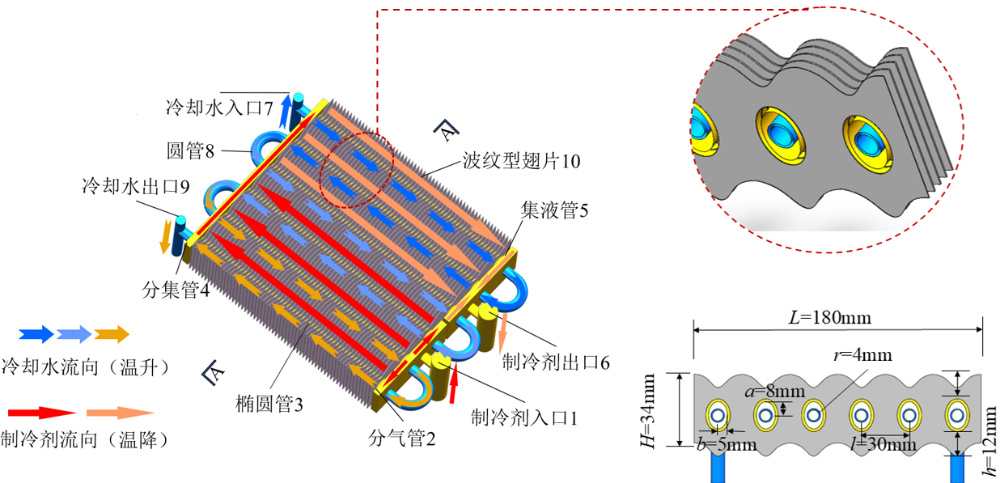 冷却水入口7
圆管8
冷却水出口9
分集管4
冷却水流向（温升）
制冷剂流向（温降）
A
波纹型翅片10
集液管5
制冷剂出口6
制冷剂入口1
分气管2
椭圆管3
A
L=180mm
r=4mm
a=8mm
H=34mm
b=5mm
l=30mm
h=12mm